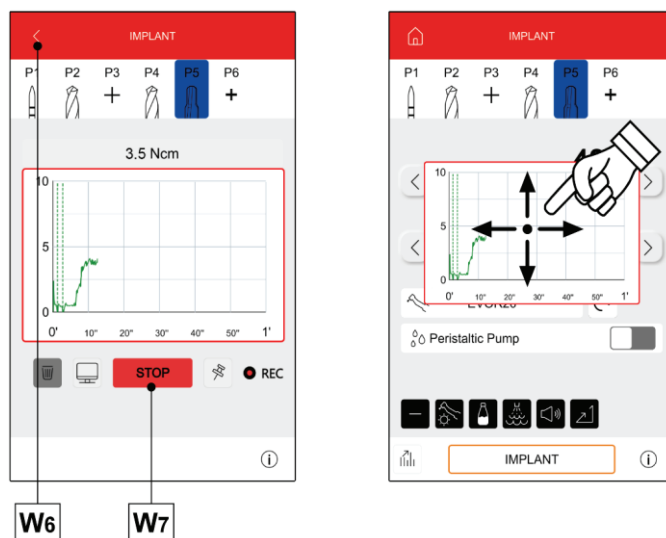 IMPLANT
P1 P2 P3 P4 P5 P6
3.5 Ncm
10
5
0
0' 10" 20" 30" 40" 50" 1'
STOP REC
W6 W7
IMPLANT
P1 P2 P3 P4 P5 P6
10
5
0
0' 10" 20" 30" 40" 50" 1'
Peristaltic Pump
IMPLANT